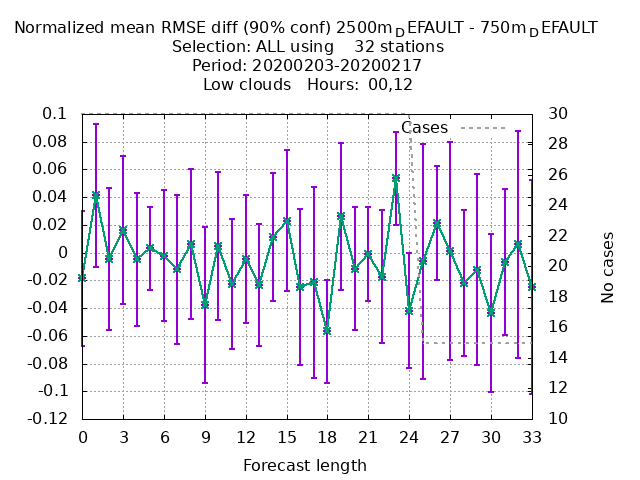 Normalized mean RMSE diff (90% conf) 2500m_DEFAULT - 750m_DEFAULT
Selection: ALL using    32 stations
Period: 20200203-20200217
Low clouds   Hours:  00,12
Cases
0.1
0.08
0.06
0.04
0.02
0
-0.02
-0.04
-0.06
-0.08
-0.1
-0.12
30
28
26
24
22
20
18
16
14
12
10
No cases
0 3 6 9 12 15 18 21 24 27 30 33
Forecast length